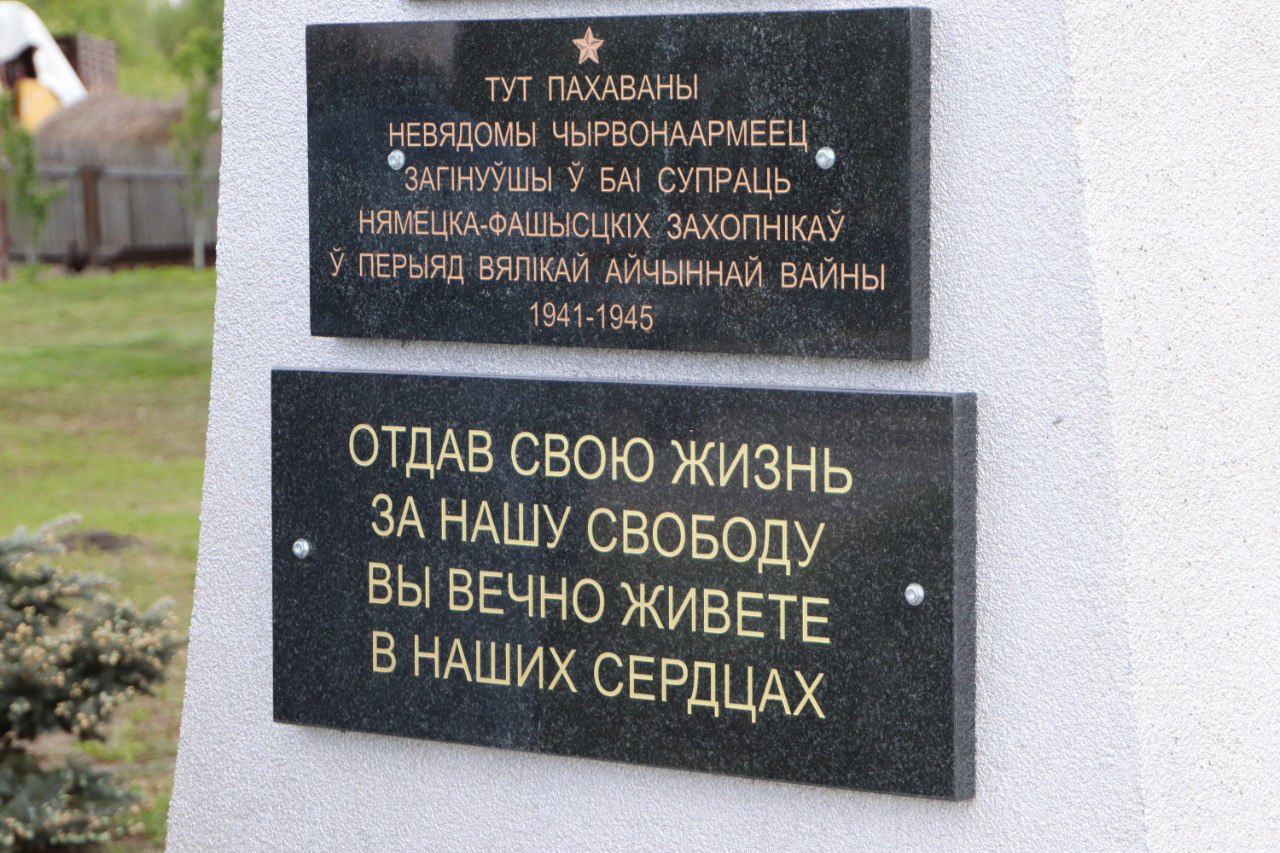 ТУТ ПАХАВАНЫ
НЕВЯДОМЫ ЧЫРВОНААРМЕЕЦ
ЗАГІНУЎШЫ Ў БАІ СУПРАЦЬ
НЯМЕЦКА-ФАШЫСЦКІХ ЗАХОПНІКАЎ
Ў ПЕРЫЯД ВЯЛІКАЙ АЙЧЫННАЙ ВАЙНЫ
1941-1945
ОТДАВ СВОЮ ЖИЗНЬ
ЗА НАШУ СВОБОДУ
ВЫ ВЕЧНО ЖИВЕТЕ
В НАШИХ СЕРДЦАХ